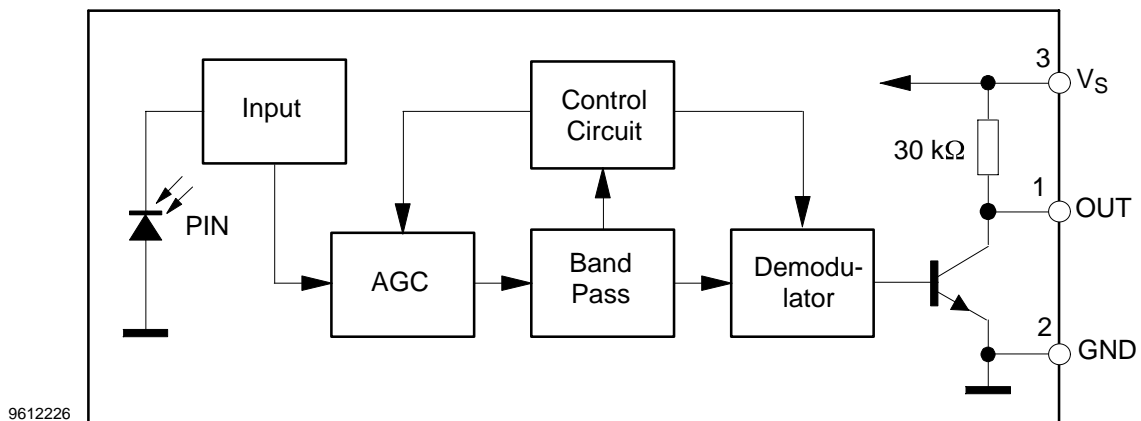 3
V_S
Input
Control
Circuit
30 kΩ
1
OUT
PIN
AGC
Band
Pass
Demodu-
lator
2
GND
9612226